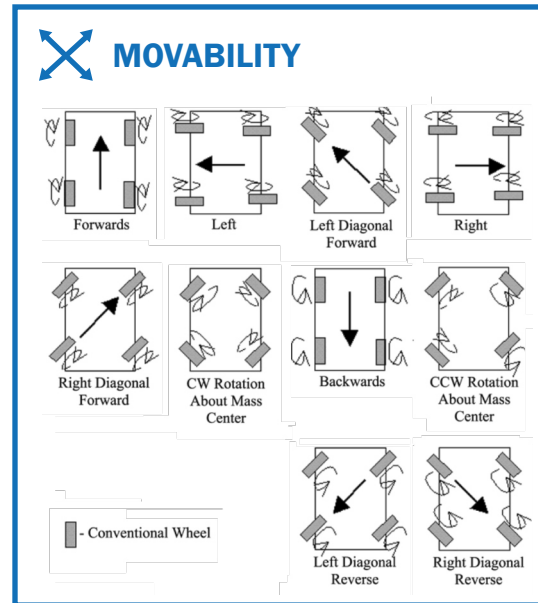 MOVABILITY
Forwards
Left
Left Diagonal
Forward
Right
Right Diagonal
Forward
CW Rotation
About Mass
Center
Backwards
CCW Rotation
About Mass
Center
- Conventional Wheel
Left Diagonal
Reverse
Right Diagonal
Reverse